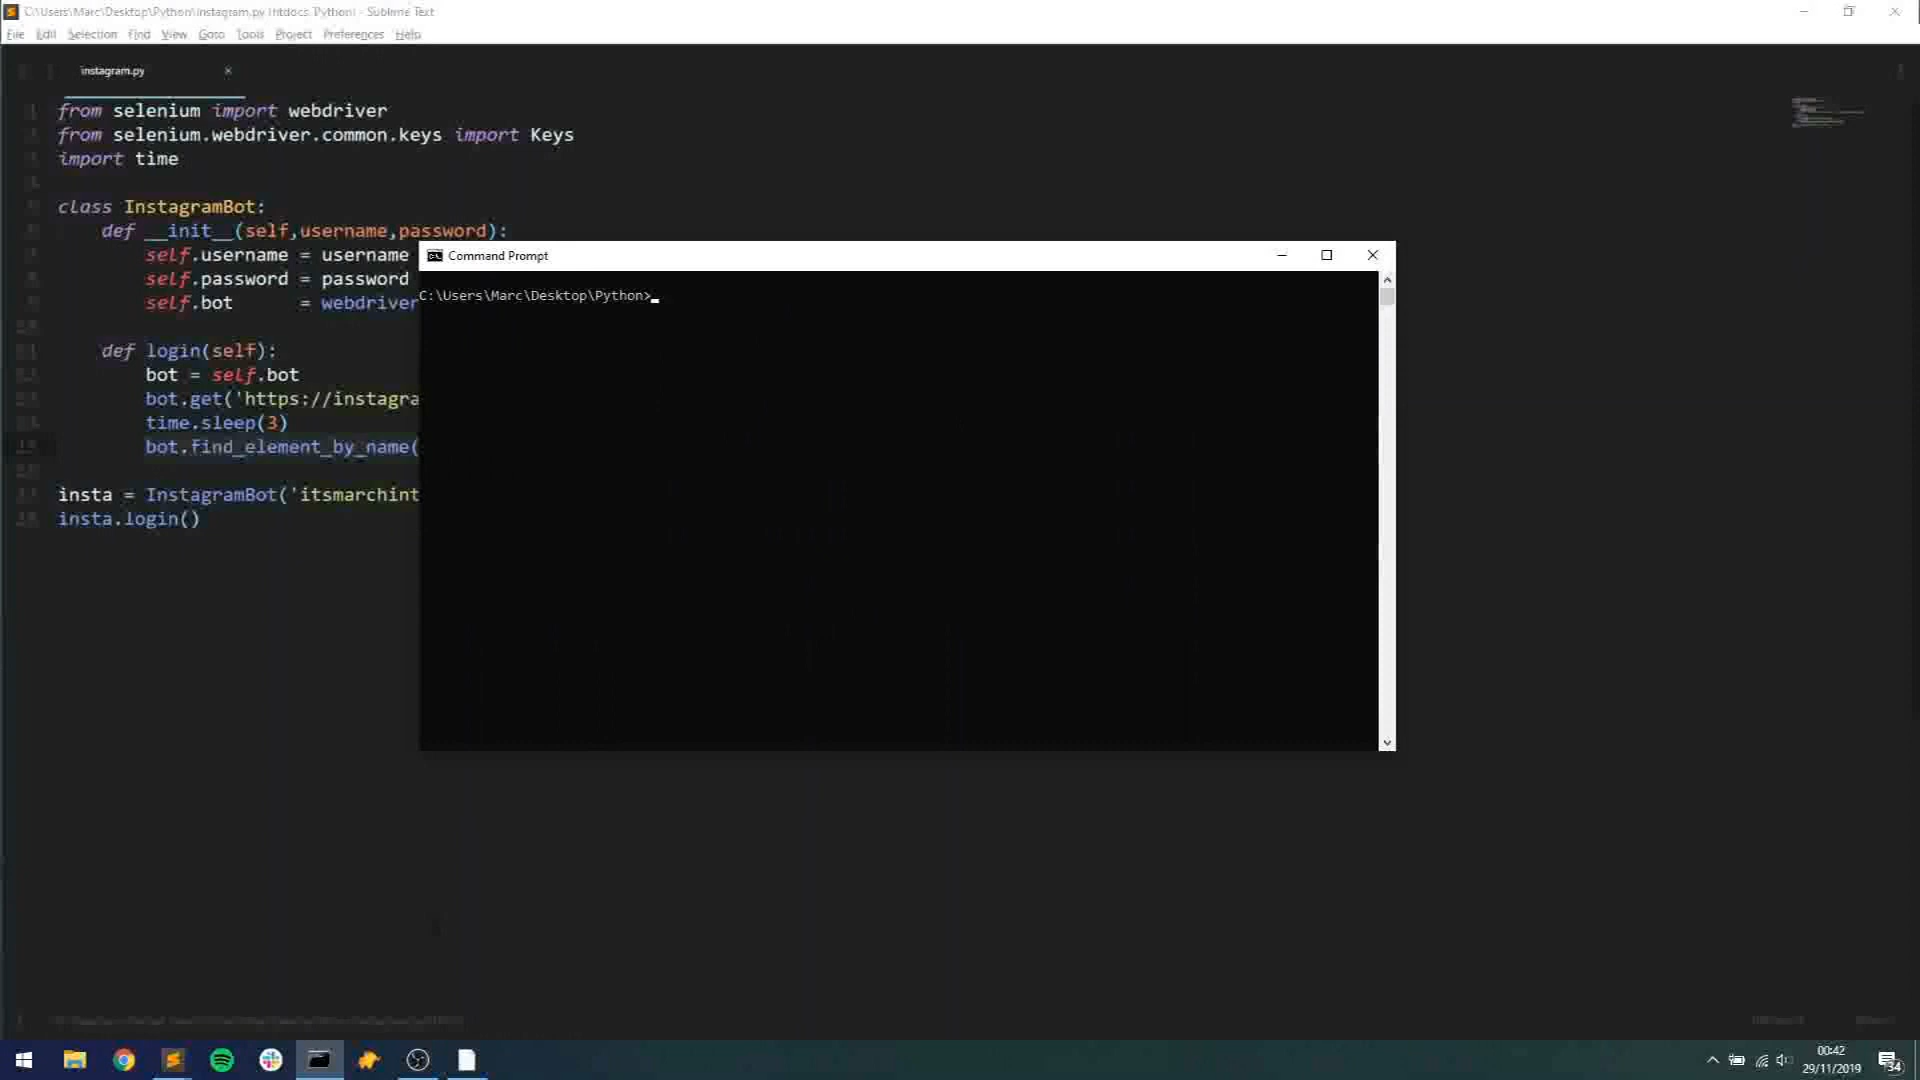 C:\Users\Marc\Desktop\Python\instagram.py (htdocs, Python) - Sublime Text
File Edit Selection Find View Goto Tools Project Preferences Help
instagram.py
from selenium import webdriver
from selenium.webdriver.common.keys import Keys
import time
class InstagramBot:
def __init__(self,username,password):
self.username = username
self.password = password
self.bot = webdriver
def login(self):
bot = self.bot
bot.get('https://instagra
time.sleep(3)
bot.find_element_by_name(
insta = InstagramBot('itsmarchint
insta.login()
Command Prompt
C:\Users\Marc\Desktop\Python>
00:42
29/11/2019
34